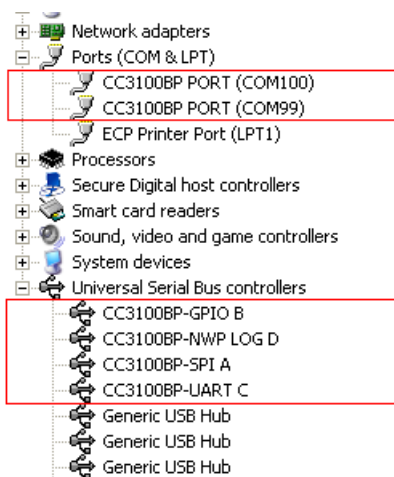 Network adapters
Ports (COM & LPT)
CC3100BP PORT (COM100)
CC3100BP PORT (COM99)
ECP Printer Port (LPT1)
Processors
Secure Digital host controllers
Smart card readers
Sound, video and game controllers
System devices
Universal Serial Bus controllers
CC3100BP-GPIO B
CC3100BP-NWP LOG D
CC3100BP-SPI A
CC3100BP-UART C
Generic USB Hub
Generic USB Hub
Generic USB Hub